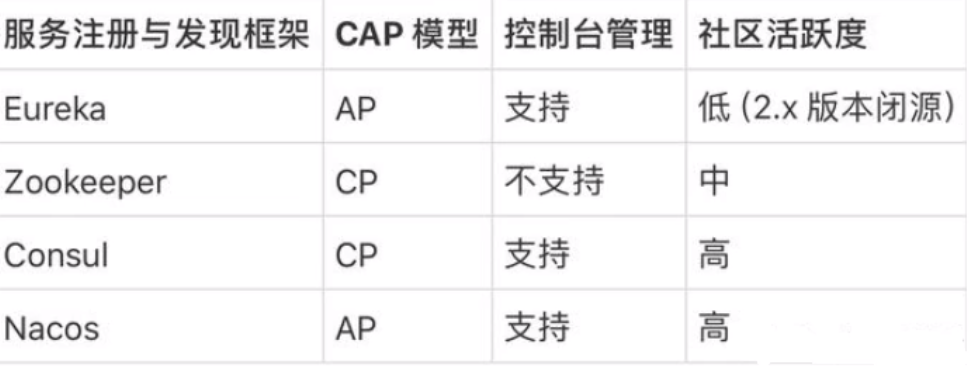 服务注册与发现框架 CAP 模型 控制台管理 社区活跃度
Eureka AP 支持 低 (2.x 版本闭源)
Zookeeper CP 不支持 中
Consul CP 支持 高
Nacos AP 支持 高